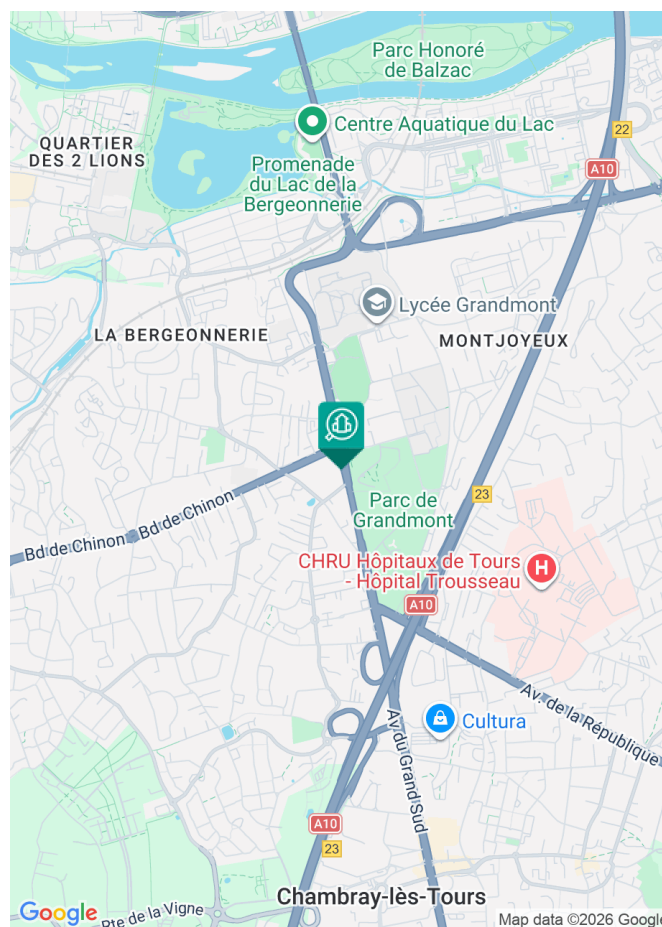 Parc Honoré
de Balzac
Centre Aquatique du Lac
22
QUARTIER
DES 2 LIONS
Promenade
du Lac de la
Bergeonnerie
A10
Lycée Grandmont
LA BERGEONNERIE
MONTJOYEUX
23
Parc de
Grandmont
Bd de Chinon
Bd de Chinon
CHRU Hôpitaux de Tours
- Hôpital Trousseau
H
A10
Av. de la République
Cultura
Av. du Grand Sud
A10
23
Chambray-lès-Tours
Google
Rte de la Vigne
Map data ©2026 Google